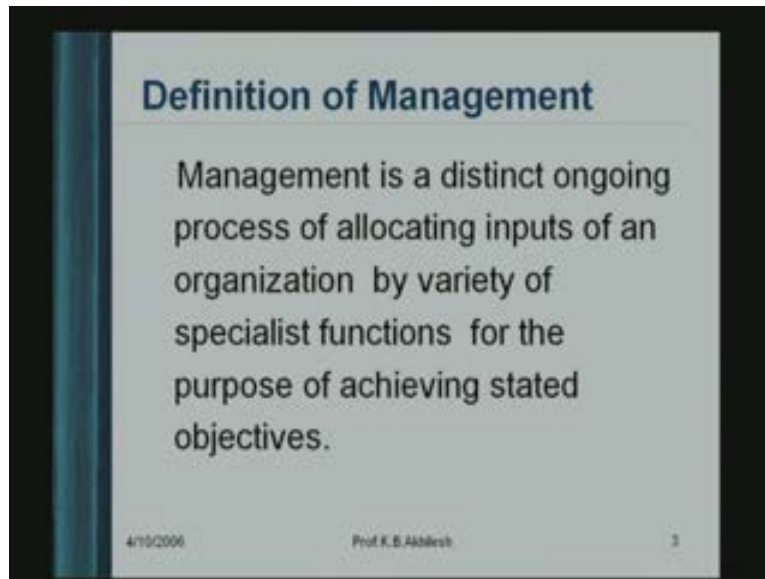 Definition of Management
Management is a distinct ongoing
process of allocating inputs of an
organization by variety of
specialist functions for the
purpose of achieving stated
objectives.
4/10/2006 Prof.K.B.Akhilesh 3